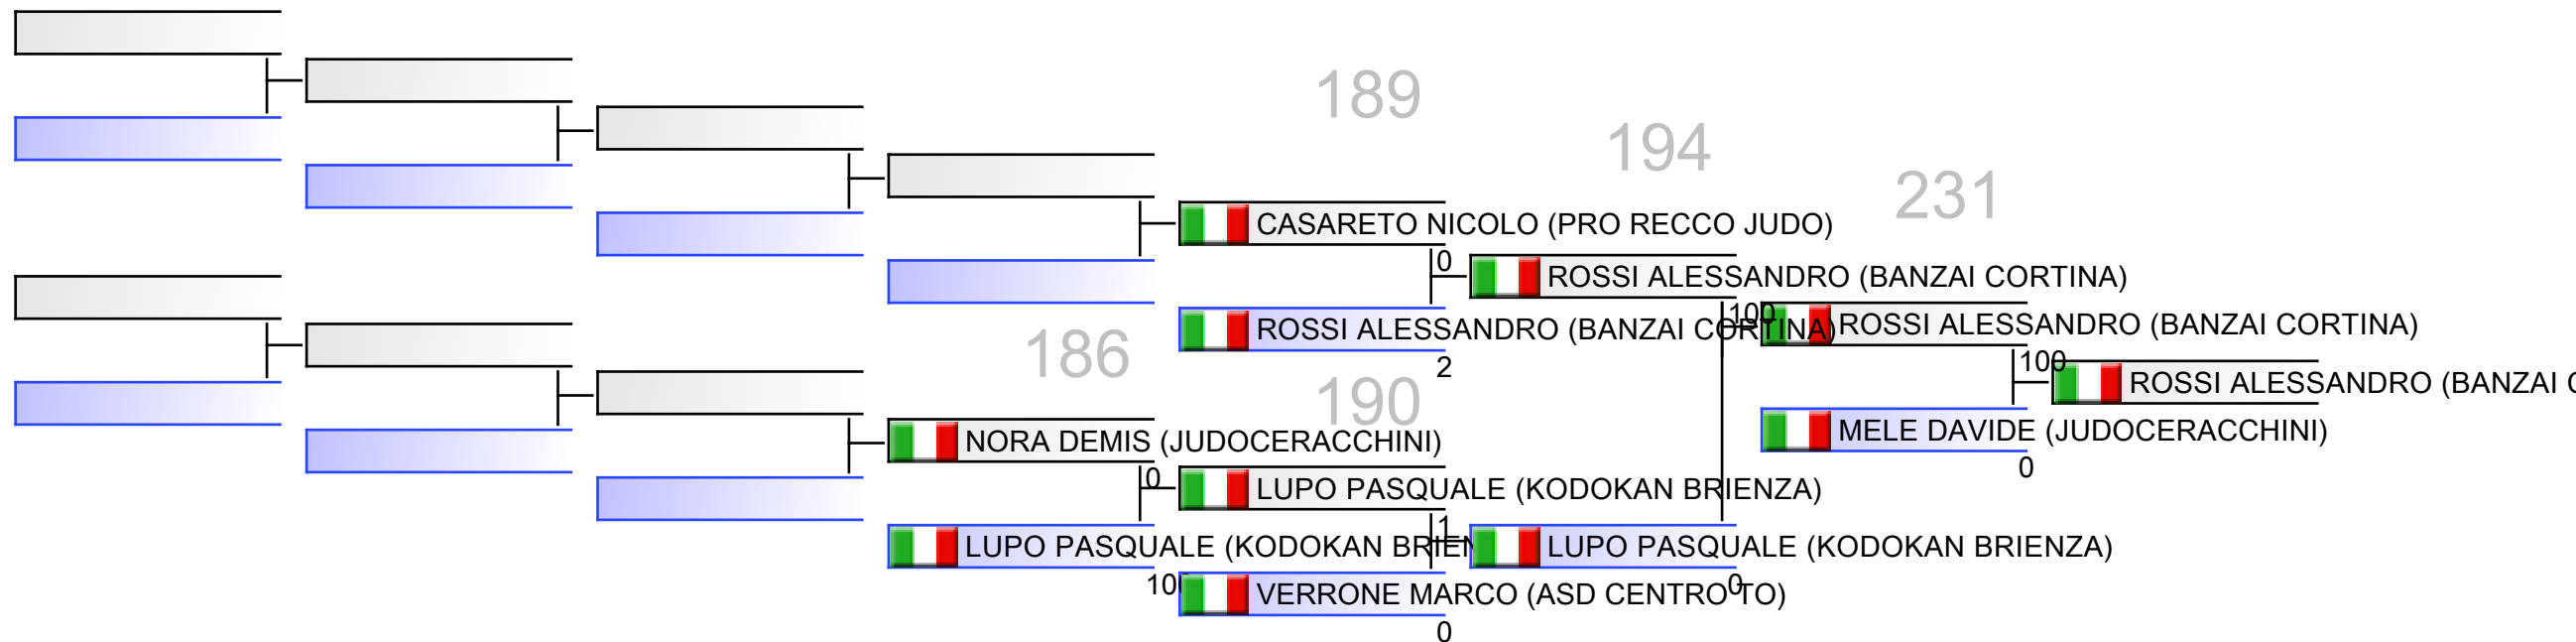 189
194
231
CASARETO NICOLO (PRO RECCO JUDO)
0
ROSSI ALESSANDRO (BANZAI CORTINA)
100
ROSSI ALESSANDRO (BANZAI CORTINA)
ROSSI ALESSANDRO (BANZAI CORTINA)
186
2
100
ROSSI ALESSANDRO (BANZAI
190
MELE DAVIDE (JUDOCERACCHINI)
0
NORA DEMIS (JUDOCERACCHINI)
0
LUPO PASQUALE (KODOKAN BRIENZA)
1
LUPO PASQUALE (KODOKAN
LUPO PASQUALE (KODOKAN BRIENZA)
0
VERRONE MARCO (ASD CENTRO TO)
0